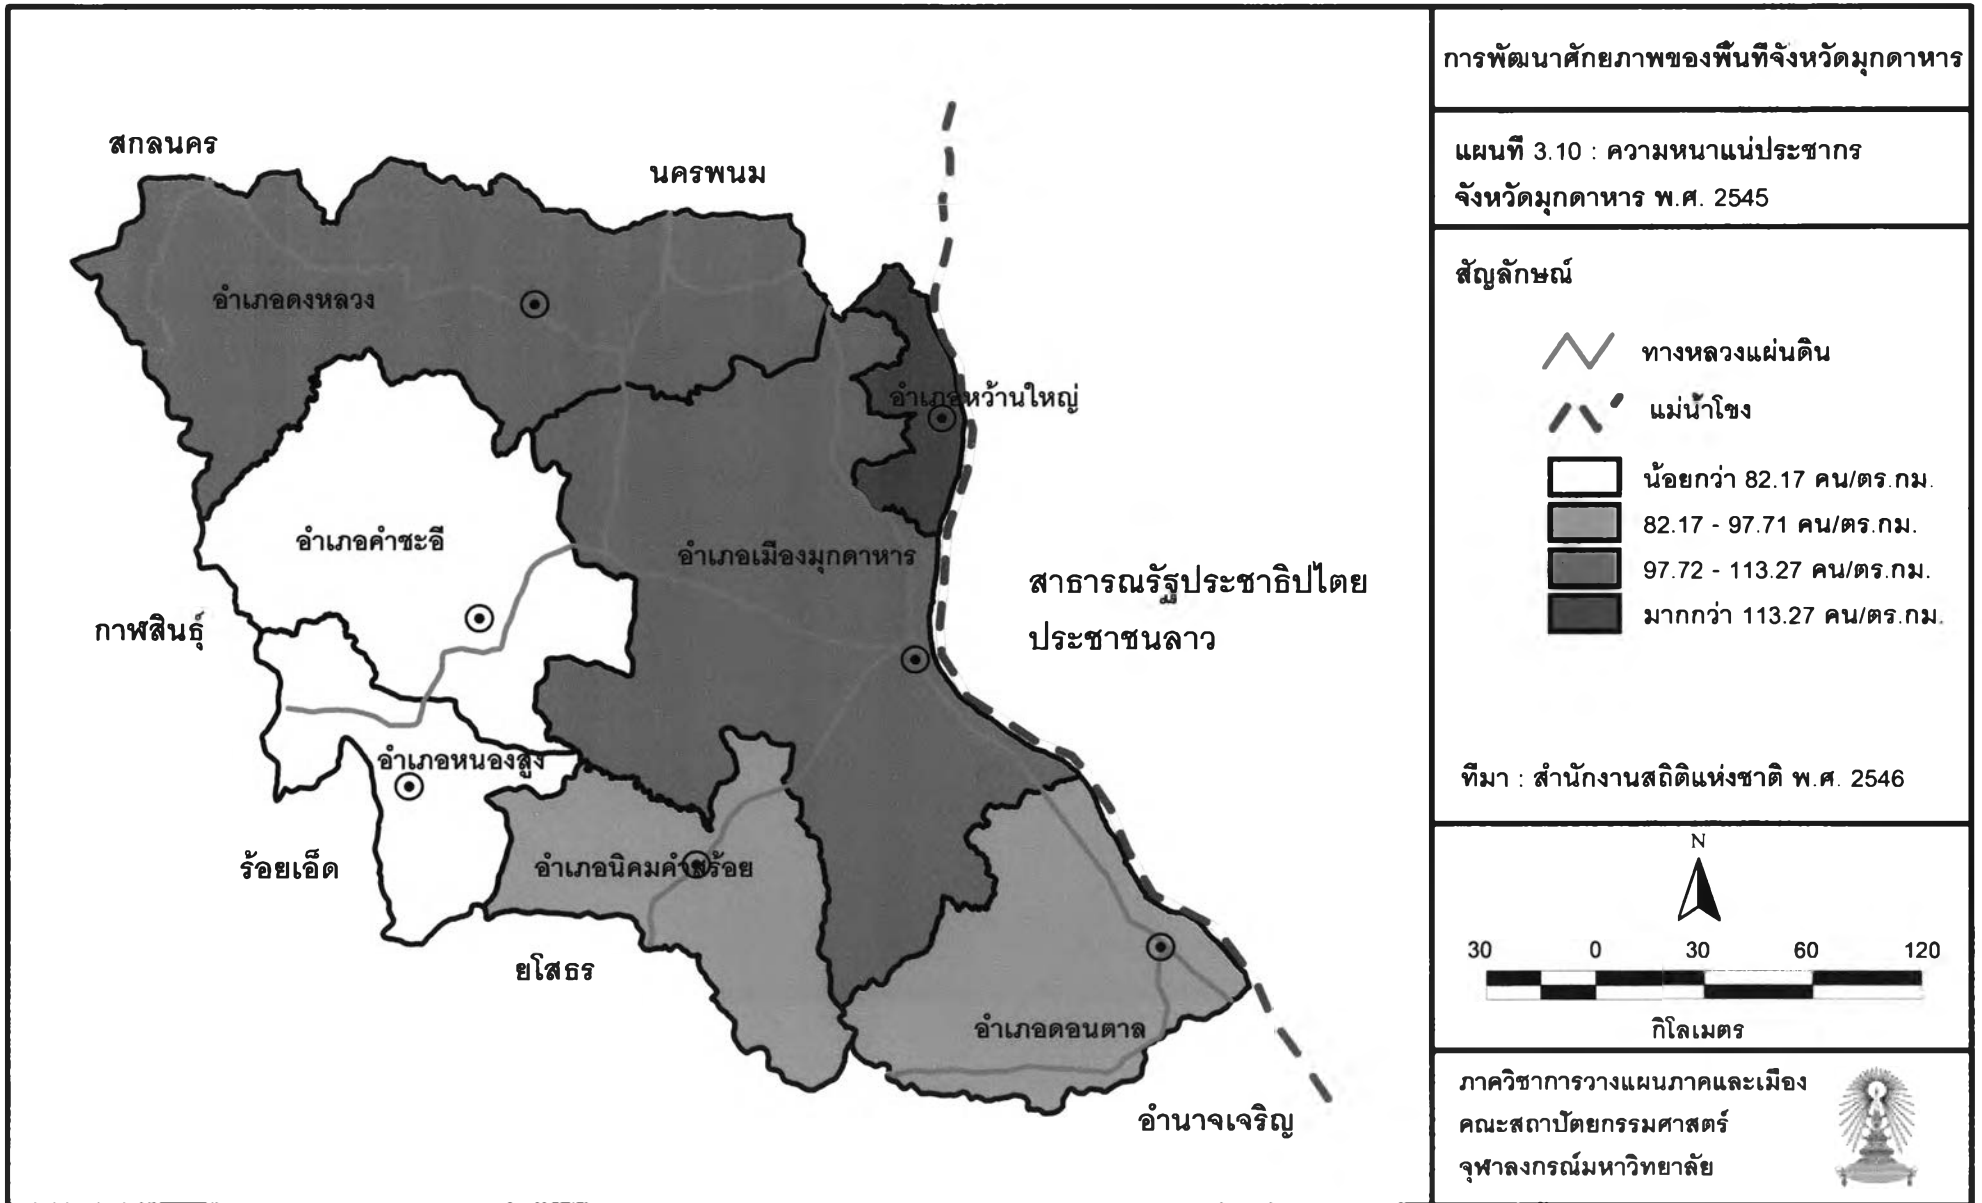 การพัฒนาศักยภาพของพื้นที่จังหวัดมุกดาหาร
แผนที่ 3.10 : ความหนาแน่ประชากร
จังหวัดมุกดาหาร พ.ศ. 2545
สัญลักษณ์
ทางหลวงแผ่นดิน
แม่น้ำโขง
น้อยกว่า 82.17 คน/ตร.กม.
82.17 - 97.71 คน/ตร.กม.
97.72 - 113.27 คน/ตร.กม.
มากกว่า 113.27 คน/ตร.กม.
ที่มา : สำนักงานสถิติแห่งชาติ พ.ศ. 2546
N
30 0 30 60 120
กิโลเมตร
ภาควิชาการวางแผนภาคและเมือง
คณะสถาปัตยกรรมศาสตร์
จุฬาลงกรณ์มหาวิทยาลัย
สกลนคร
นครพนม
อำเภอดงหลวง
อำเภอหว้านใหญ่
อำเภอคำชะอี
อำเภอเมืองมุกดาหาร
สาธารณรัฐประชาธิปไตย
ประชาชนลาว
กาฬสินธุ์
อำเภอหนองสูง
ร้อยเอ็ด
อำเภอนิคมคำสร้อย
ยโสธร
อำเภอดอนตาล
อำนาจเจริญ